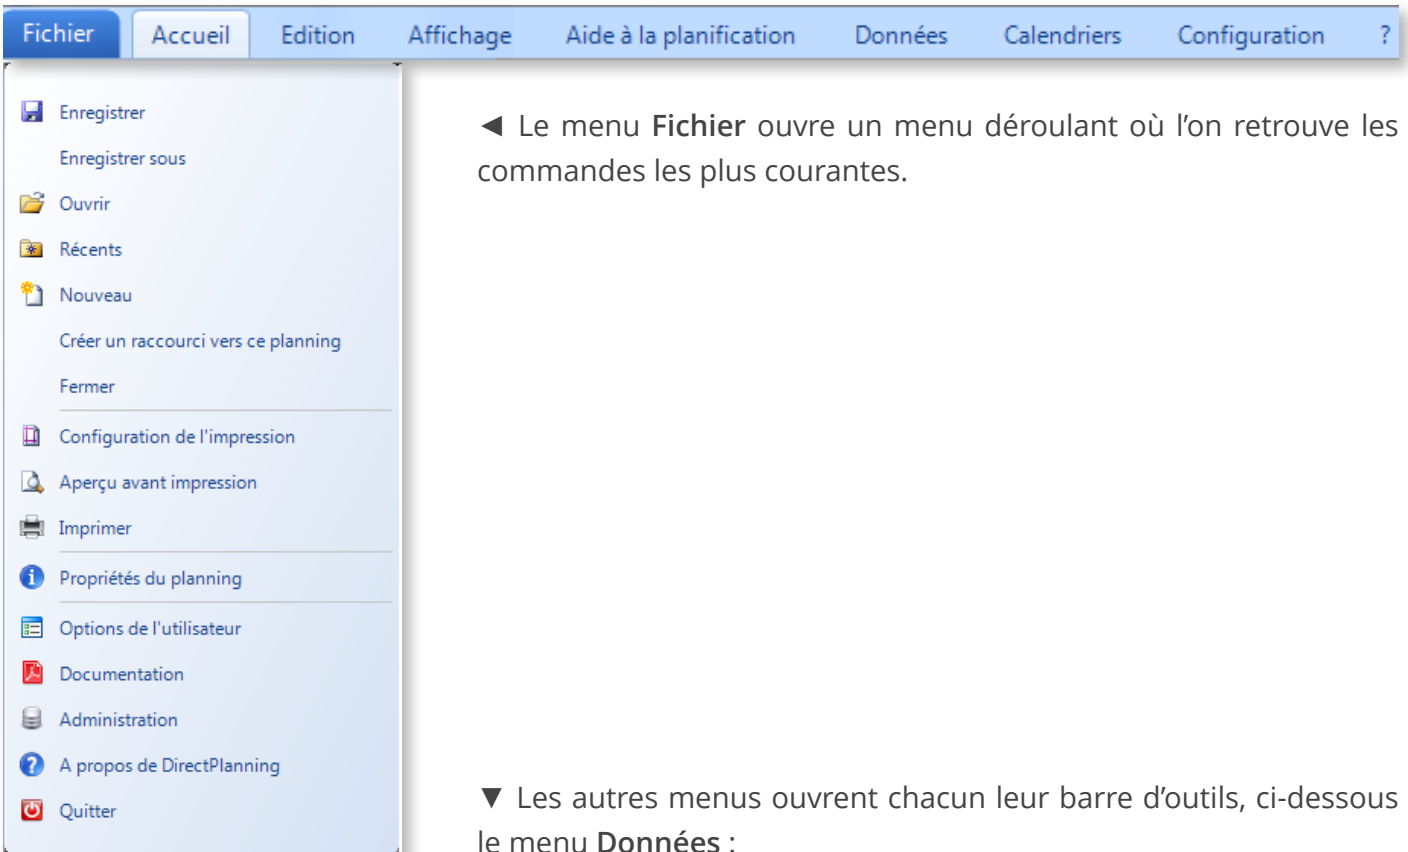 Fichier Accueil Edition Affichage Aide à la planification Données Calendriers Configuration ?
Enregistrer
Enregistrer sous
Ouvrir
Récents
Nouveau
Créer un raccourci vers ce planning
Fermer
Configuration de l'impression
Aperçu avant impression
Imprimer
Propriétés du planning
Options de l'utilisateur
Documentation
Administration
A propos de DirectPlanning
Quitter
◄ Le menu Fichier ouvre un menu déroulant où l’on retrouve les
commandes les plus courantes.
▼ Les autres menus ouvrent chacun leur barre d’outils, ci-dessous
le menu Données :